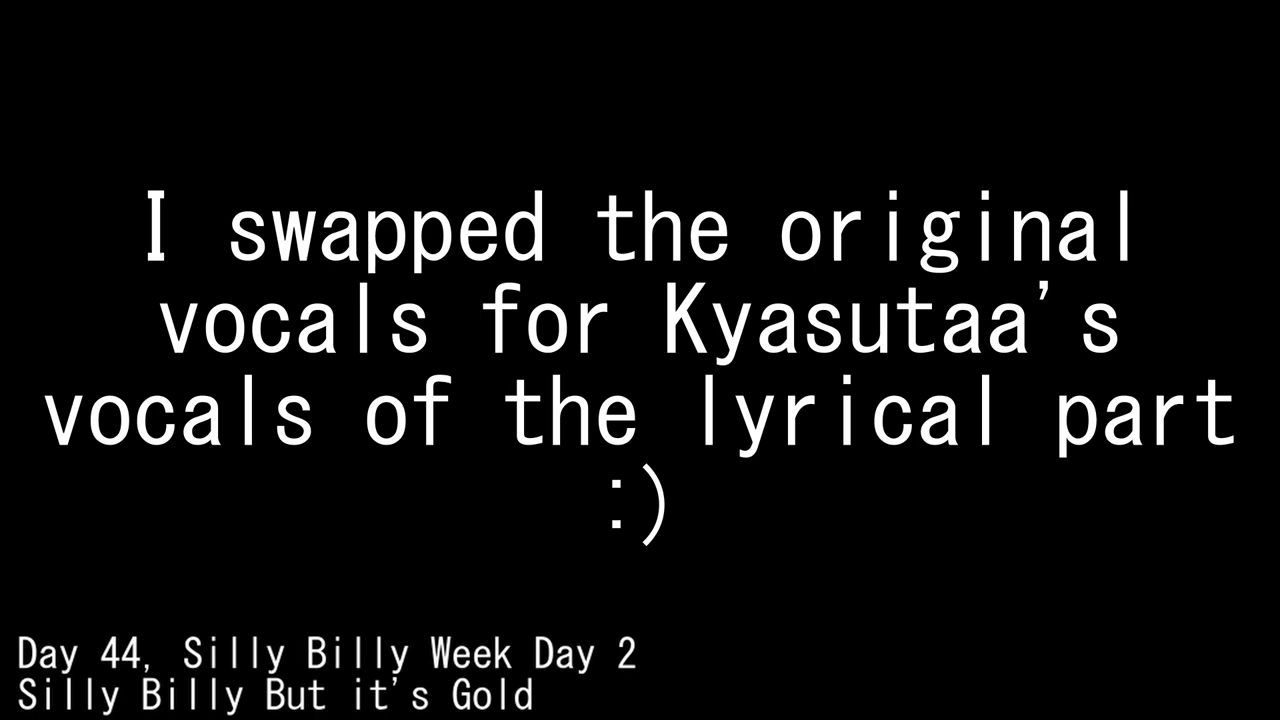 I swapped the original
vocals for Kyasutaa's
vocals of the lyrical part
:)
Day 44, Silly Billy Week Day 2
Silly Billy But it's Gold